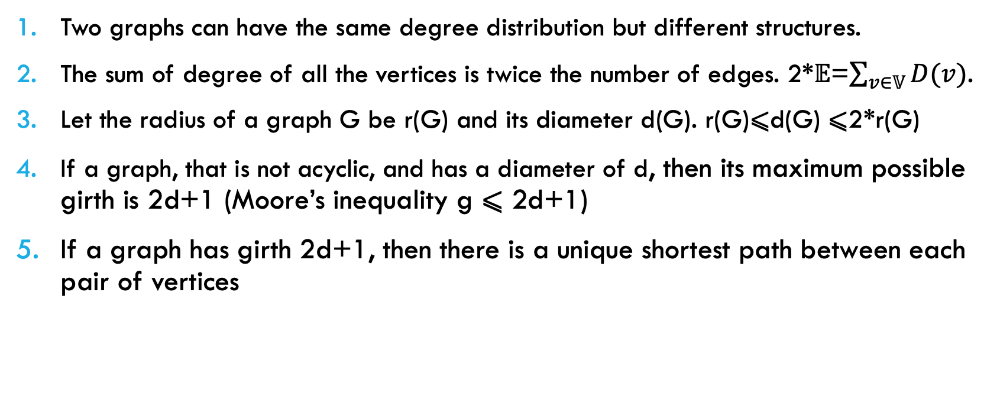 1. Two graphs can have the same degree distribution but different structures.
2. The sum of degree of all the vertices is twice the number of edges. 2*𝔼=∑𝑣∈𝕍 𝐷(𝑣).
3. Let the radius of a graph G be r(G) and its diameter d(G). r(G)⩽d(G) ⩽2*r(G)
4. If a graph, that is not acyclic, and has a diameter of d, then its maximum possible
girth is 2d+1 (Moore’s inequality g ⩽ 2d+1)
5. If a graph has girth 2d+1, then there is a unique shortest path between each
pair of vertices